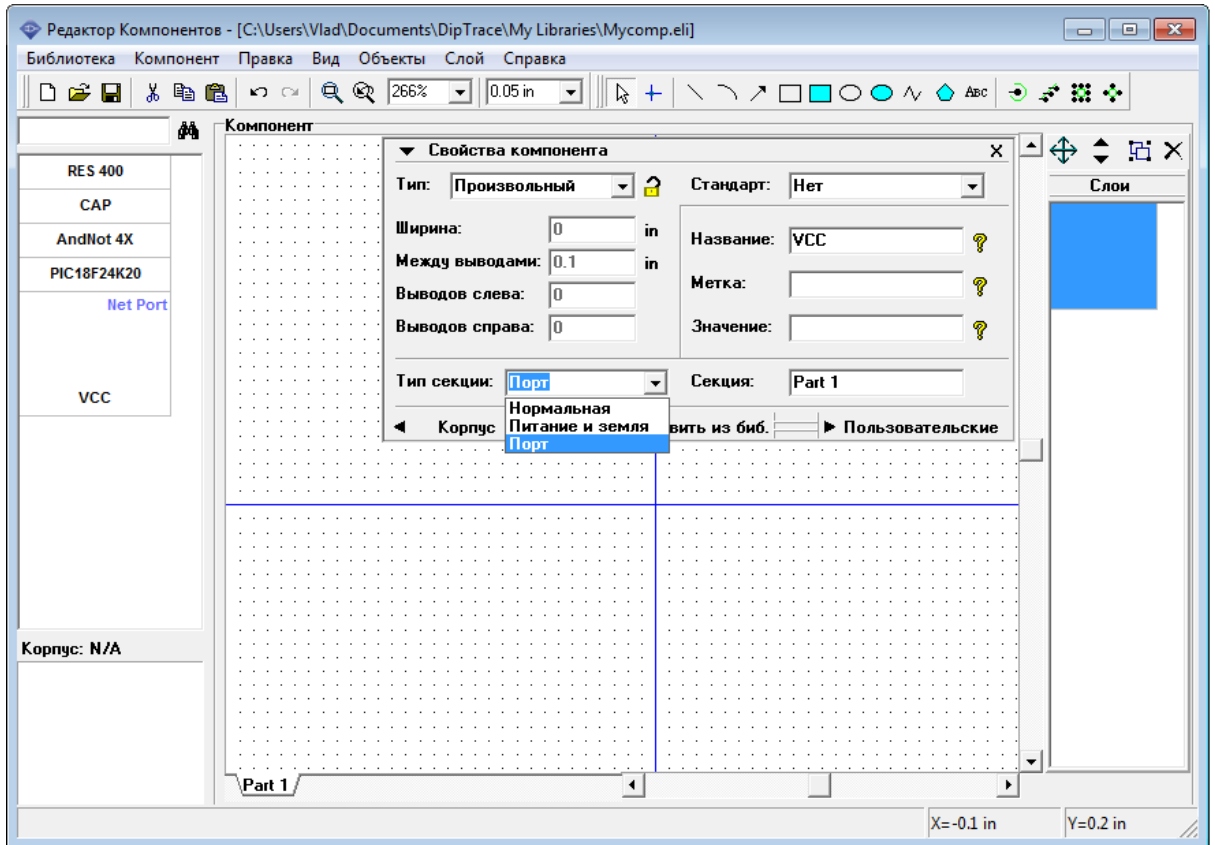 Редактор Компонентов - [C:\Users\Vlad\Documents\DipTrace\My Libraries\Mycomp.eli]
Библиотека Компонент Правка Вид Объекты Слой Справка
266% 0.05 in ABC
Компонент
RES 400
CAP
AndNot 4X
PIC18F24K20
Net Port
VCC
Свойства компонента
Тип: Произвольный Стандарт: Нет
Ширина: 0 in
Между выводами: 0.1 in
Выводов слева: 0
Выводов справа: 0
Название: VCC
Метка:
Значение:
Тип секции: Порт Секция: Part 1
Нормальная
Питание и земля
Порт
Корпус вить из биб. Пользовательские
Слои
Корпус: N/A
Part 1
X=-0.1 in Y=0.2 in